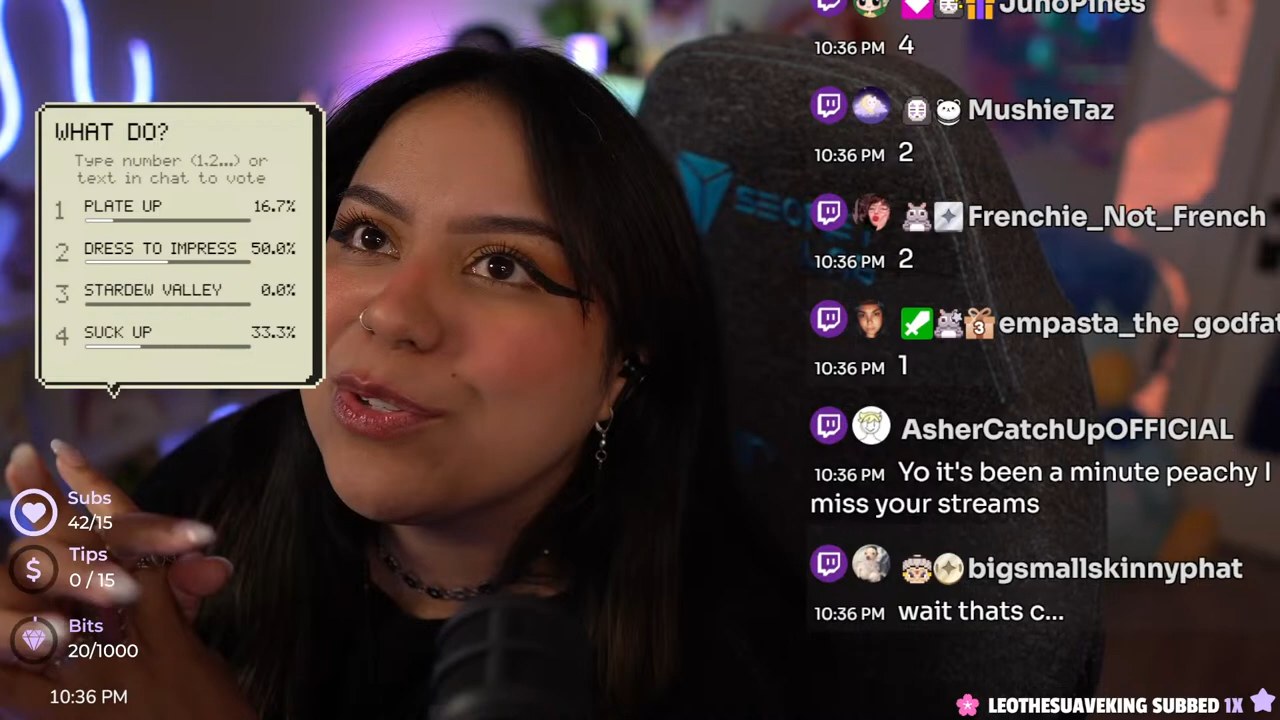 WHAT DO?
Type number (1,2...) or
text in chat to vote
1 PLATE UP 16.7%
2 DRESS TO IMPRESS 50.0%
3 STARDEW VALLEY 0.0%
4 SUCK UP 33.3%
Subs
42/15
Tips
0 / 15
Bits
20/1000
10:36 PM
JunoPines
10:36 PM 4
MushieTaz
10:36 PM 2
Frenchie_Not_French
10:36 PM 2
3 empasta_the_godfat
10:36 PM 1
AsherCatchUpOFFICIAL
10:36 PM Yo it's been a minute peachy I
miss your streams
bigsmallskinnyphat
10:36 PM wait thats c...
LEOTHESUAVEKING SUBBED 1X